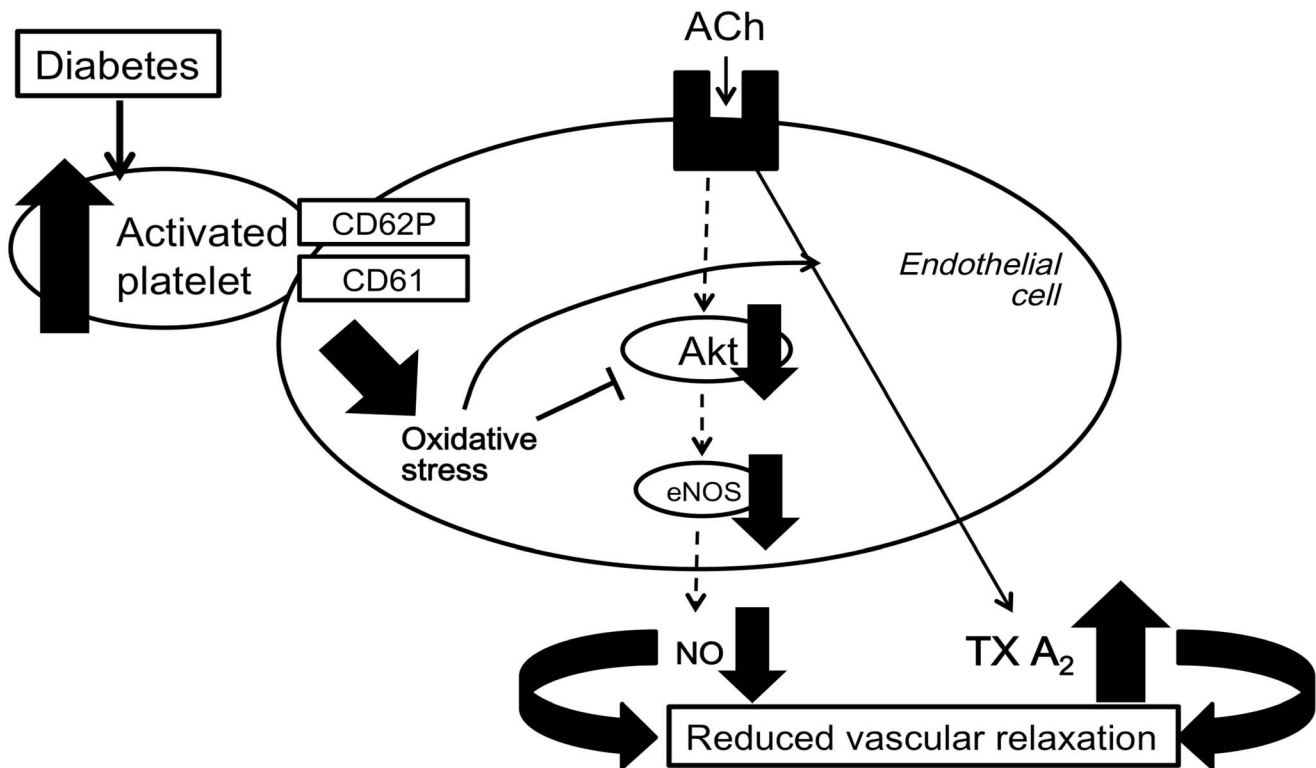 ACh
Diabetes
Activated
platelet
CD62P
CD61
Endothelial
cell
Akt
Oxidative
stress
eNOS
NO
TX A₂
Reduced vascular relaxation